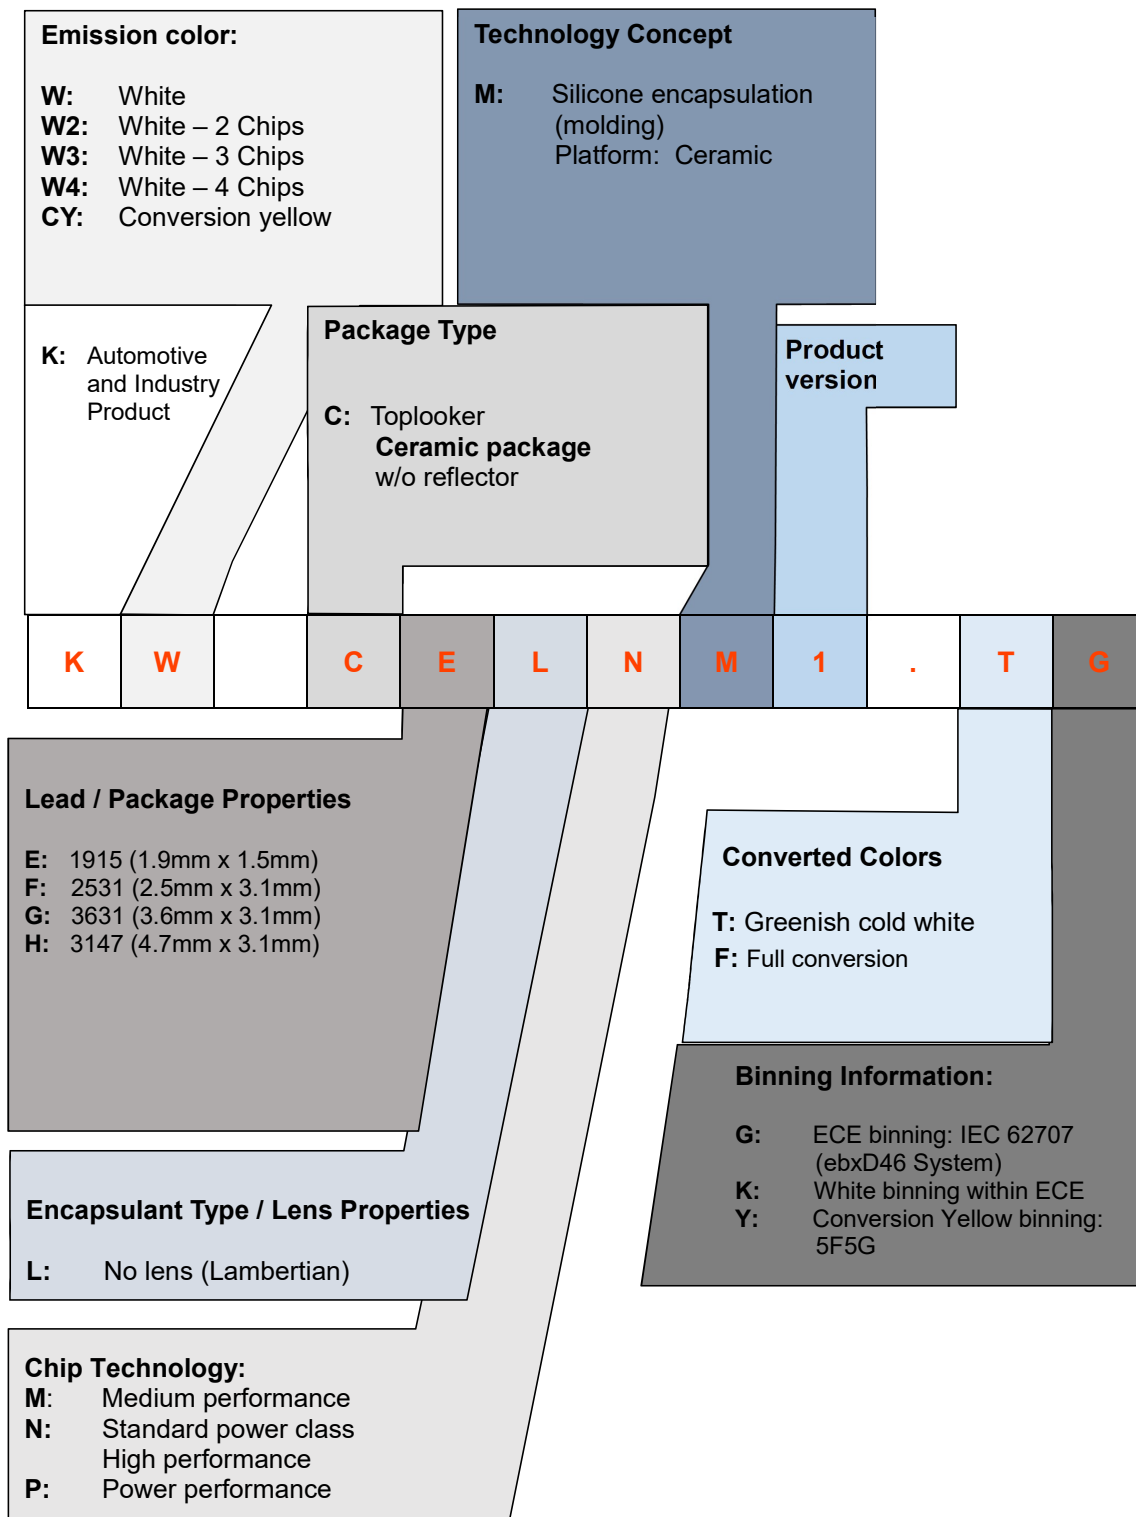 Emission color:
W: White
W2: White – 2 Chips
W3: White – 3 Chips
W4: White – 4 Chips
CY: Conversion yellow
Technology Concept
M: Silicone encapsulation
(molding)
Platform: Ceramic
K: Automotive
and Industry
Product
Package Type
C: Toplooker
Ceramic package
w/o reflector
Product
version
K W C E L N M 1 . T G
Lead / Package Properties
E: 1915 (1.9mm x 1.5mm)
F: 2531 (2.5mm x 3.1mm)
G: 3631 (3.6mm x 3.1mm)
H: 3147 (4.7mm x 3.1mm)
Converted Colors
T: Greenish cold white
F: Full conversion
Binning Information:
G: ECE binning: IEC 62707
(ebxD46 System)
K: White binning within ECE
Y: Conversion Yellow binning:
5F5G
Encapsulant Type / Lens Properties
L: No lens (Lambertian)
Chip Technology:
M: Medium performance
N: Standard power class
High performance
P: Power performance